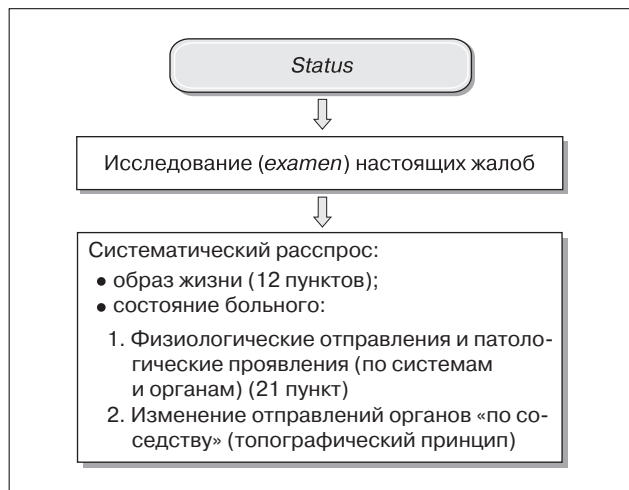 Status
Исследование (examen) настоящих жалоб
Систематический расспрос:
• образ жизни (12 пунктов);
• состояние больного:
1. Физиологические отправления и патоло-
гические проявления (по системам
и органам) (21 пункт)
2. Изменение отправлений органов «по со-
седству» (топографический принцип)